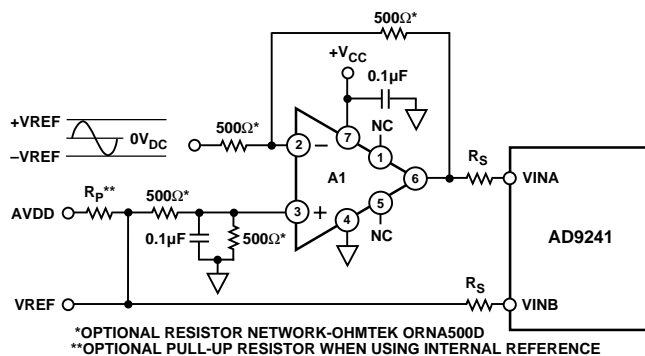 500Ω*
+VCC
0.1µF
+VREF
0VDC
–VREF
500Ω*
NC
2
–
7
1
A1
6
RS
VINA
RP**
AVDD
500Ω*
3
+
4
5
NC
0.1µF
500Ω*
AD9241
VREF
RS
VINB
*OPTIONAL RESISTOR NETWORK-OHMTEK ORNA500D
**OPTIONAL PULL-UP RESISTOR WHEN USING INTERNAL REFERENCE